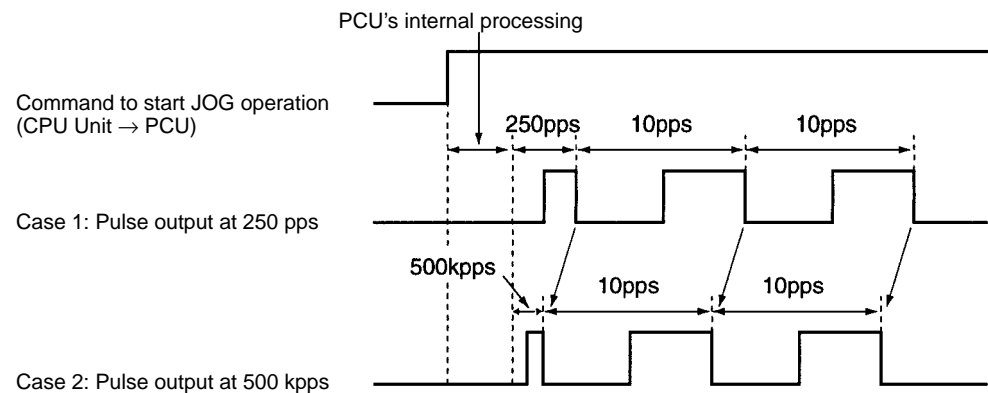 PCU's internal processing
Command to start JOG operation
(CPU Unit → PCU)
250pps 10pps 10pps
Case 1: Pulse output at 250 pps
500kpps 10pps 10pps
Case 2: Pulse output at 500 kpps